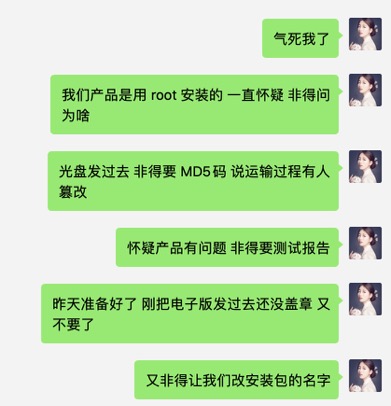 气死我了
我们产品是用 root 安装的 一直怀疑 非得问
为啥
光盘发过去 非得要 MD5码 说运输过程有人
篡改
怀疑产品有问题 非得要测试报告
昨天准备好了 刚把电子版发过去还没盖章 又
不要了
又非得让我们改安装包的名字